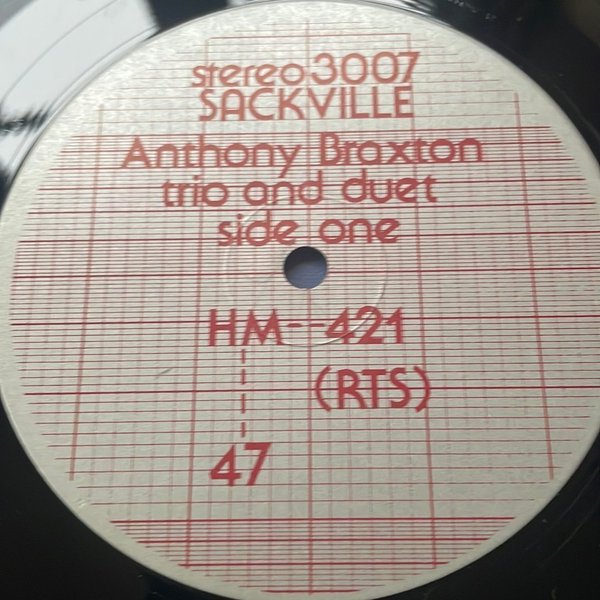 stereo 3007
SACKVILLE
Anthony Braxton
trio and duet
side one
HM--421
(RTS)
47